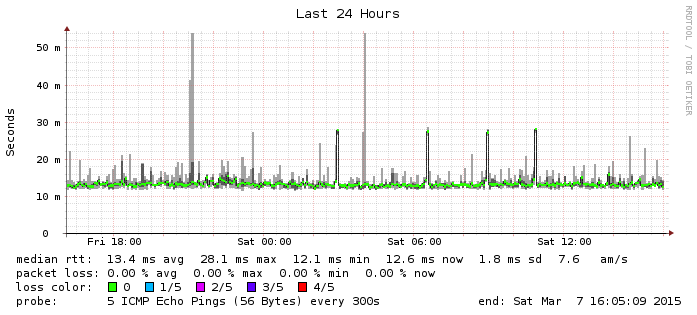 Last 24 Hours
RRDTOOL / TOBI OETIKER
Seconds
50 m
40 m
30 m
20 m
10 m
0
Fri 18:00 Sat 00:00 Sat 06:00 Sat 12:00
median rtt: 13.4 ms avg 28.1 ms max 12.1 ms min 12.6 ms now 1.8 ms sd 7.6 am/s
packet loss: 0.00 % avg 0.00 % max 0.00 % min 0.00 % now
loss color: 0 1/5 2/5 3/5 4/5
probe: 5 ICMP Echo Pings (56 Bytes) every 300s end: Sat Mar 7 16:05:09 2015